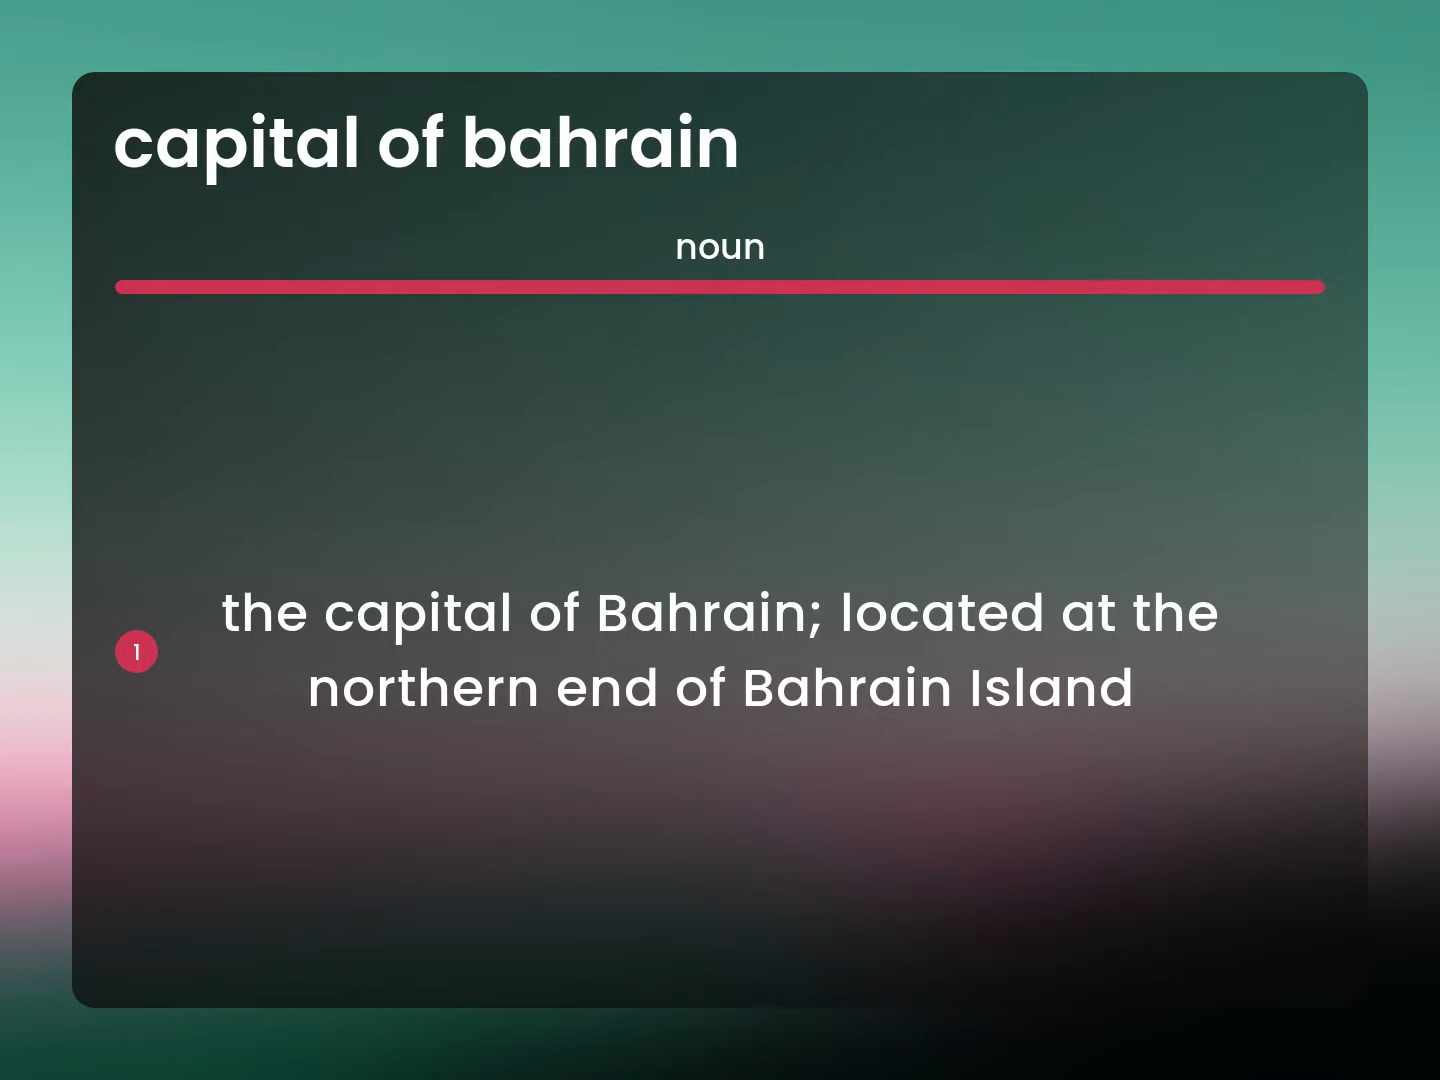 capital of bahrain
noun
1
the capital of Bahrain; located at the
northern end of Bahrain Island